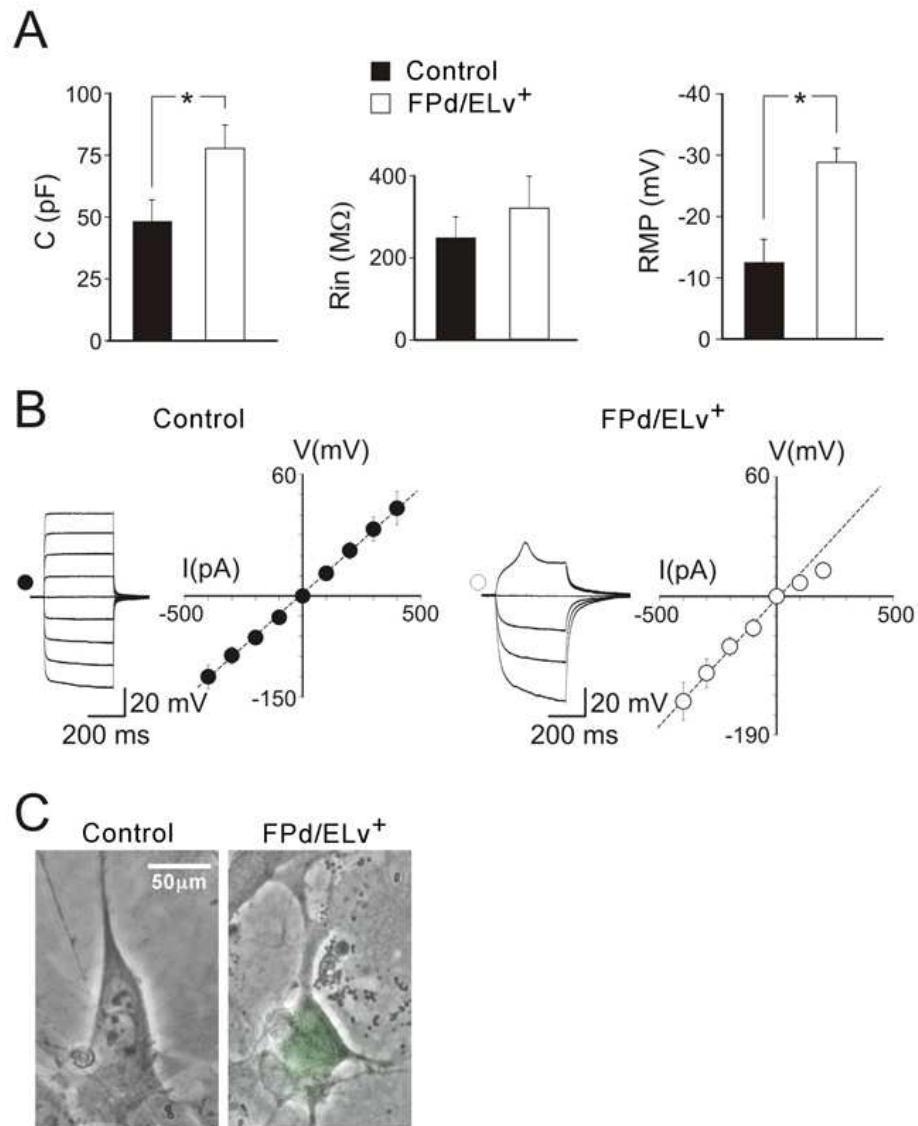 A
Control
FPd/ELv+
100
75
50
25
0
C (pF)
*
400
200
0
Rin (MΩ)
-40
-30
-20
-10
0
RMP (mV)
*
B
Control
V(mV)
60
I(pA)
-500
500
-150
20 mV
200 ms
FPd/ELv+
V(mV)
60
I(pA)
-500
500
-190
20 mV
200 ms
C
Control
FPd/ELv+
50μm